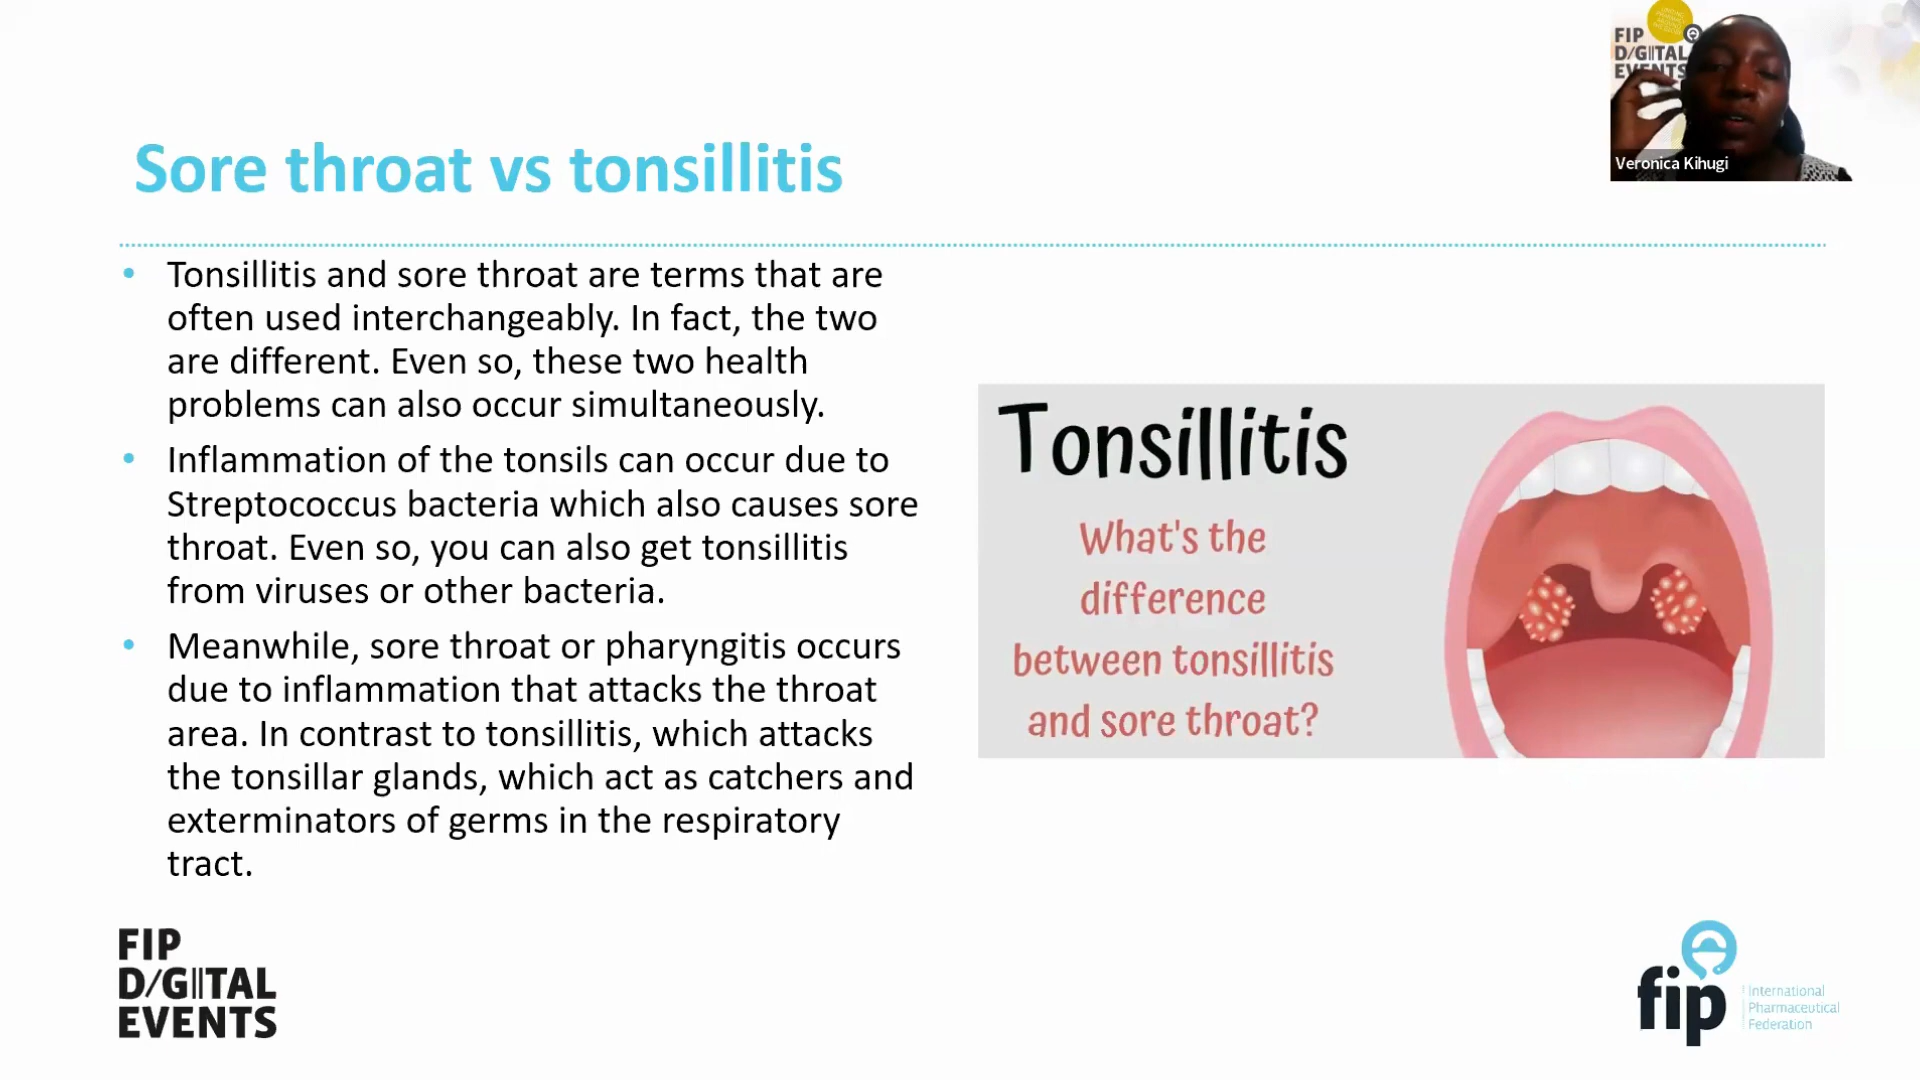 FIP
D/GITAL
EVENTS
Veronica Kihugi
Sore throat vs tonsillitis
• Tonsillitis and sore throat are terms that are
often used interchangeably. In fact, the two
are different. Even so, these two health
problems can also occur simultaneously.
• Inflammation of the tonsils can occur due to
Streptococcus bacteria which also causes sore
throat. Even so, you can also get tonsillitis
from viruses or other bacteria.
• Meanwhile, sore throat or pharyngitis occurs
due to inflammation that attacks the throat
area. In contrast to tonsillitis, which attacks
the tonsillar glands, which act as catchers and
exterminators of germs in the respiratory
tract.
Tonsillitis
What's the
difference
between tonsillitis
and sore throat?
FIP
D/GITAL
EVENTS
fip
International
Pharmaceutical
Federation